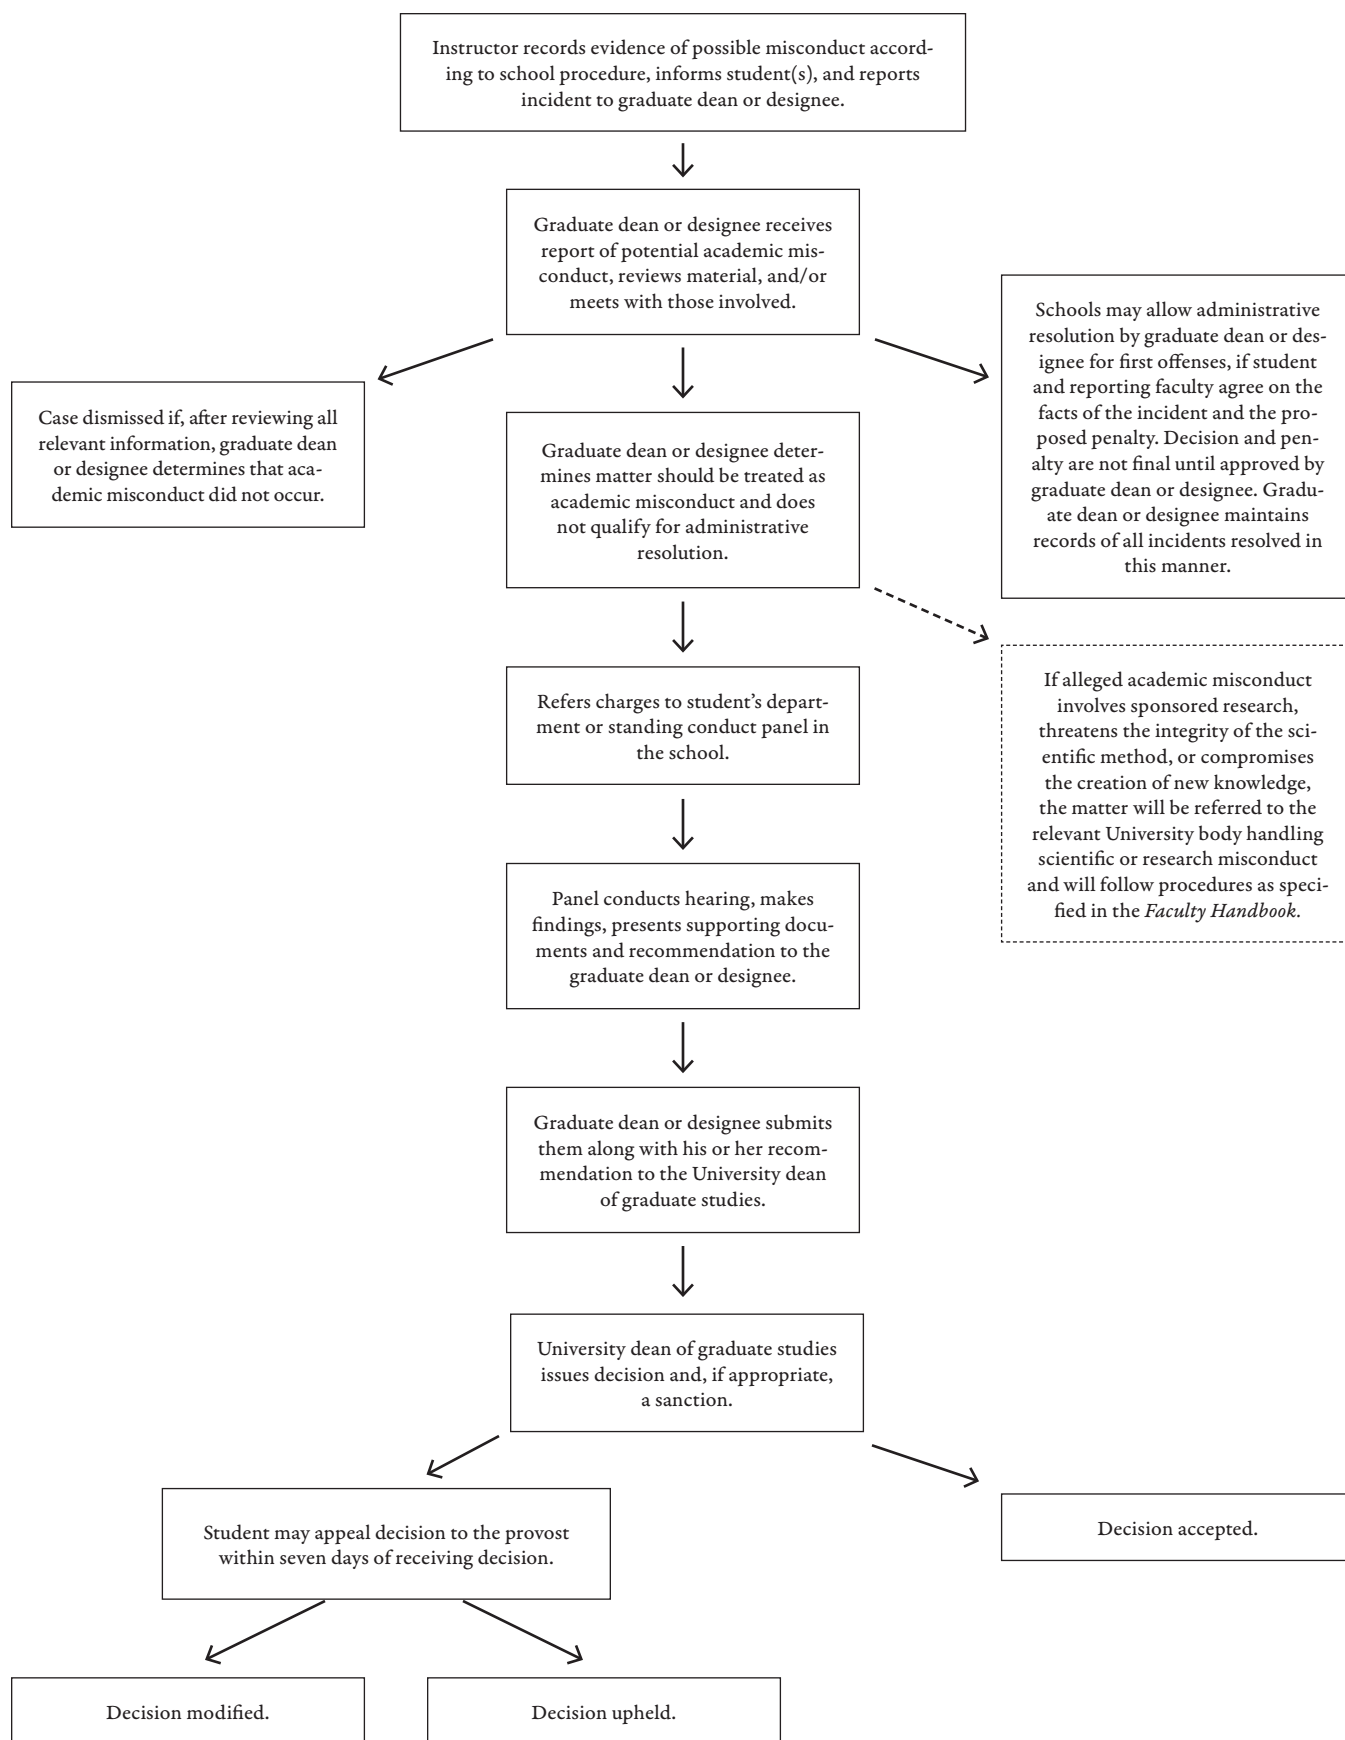 Instructor records evidence of possible misconduct accord-
ing to school procedure, informs student(s), and reports
incident to graduate dean or designee.
Graduate dean or designee receives
report of potential academic mis-
conduct, reviews material, and/or
meets with those involved.
Schools may allow administrative
resolution by graduate dean or des-
ignee for first offenses, if student
and reporting faculty agree on the
facts of the incident and the pro-
posed penalty. Decision and pen-
alty are not final until approved by
graduate dean or designee. Gradu-
ate dean or designee maintains
records of all incidents resolved in
this manner.
Case dismissed if, after reviewing all
relevant information, graduate dean
or designee determines that aca-
demic misconduct did not occur.
Graduate dean or designee deter-
mines matter should be treated as
academic misconduct and does
not qualify for administrative
resolution.
If alleged academic misconduct
involves sponsored research,
threatens the integrity of the sci-
entific method, or compromises
the creation of new knowledge,
the matter will be referred to the
relevant University body handling
scientific or research misconduct
and will follow procedures as speci-
fied in the Faculty Handbook.
Refers charges to student’s depart-
ment or standing conduct panel in
the school.
Panel conducts hearing, makes
findings, presents supporting docu-
ments and recommendation to the
graduate dean or designee.
Graduate dean or designee submits
them along with his or her recom-
mendation to the University dean
of graduate studies.
University dean of graduate studies
issues decision and, if appropriate,
a sanction.
Student may appeal decision to the provost
within seven days of receiving decision.
Decision accepted.
Decision modified.
Decision upheld.